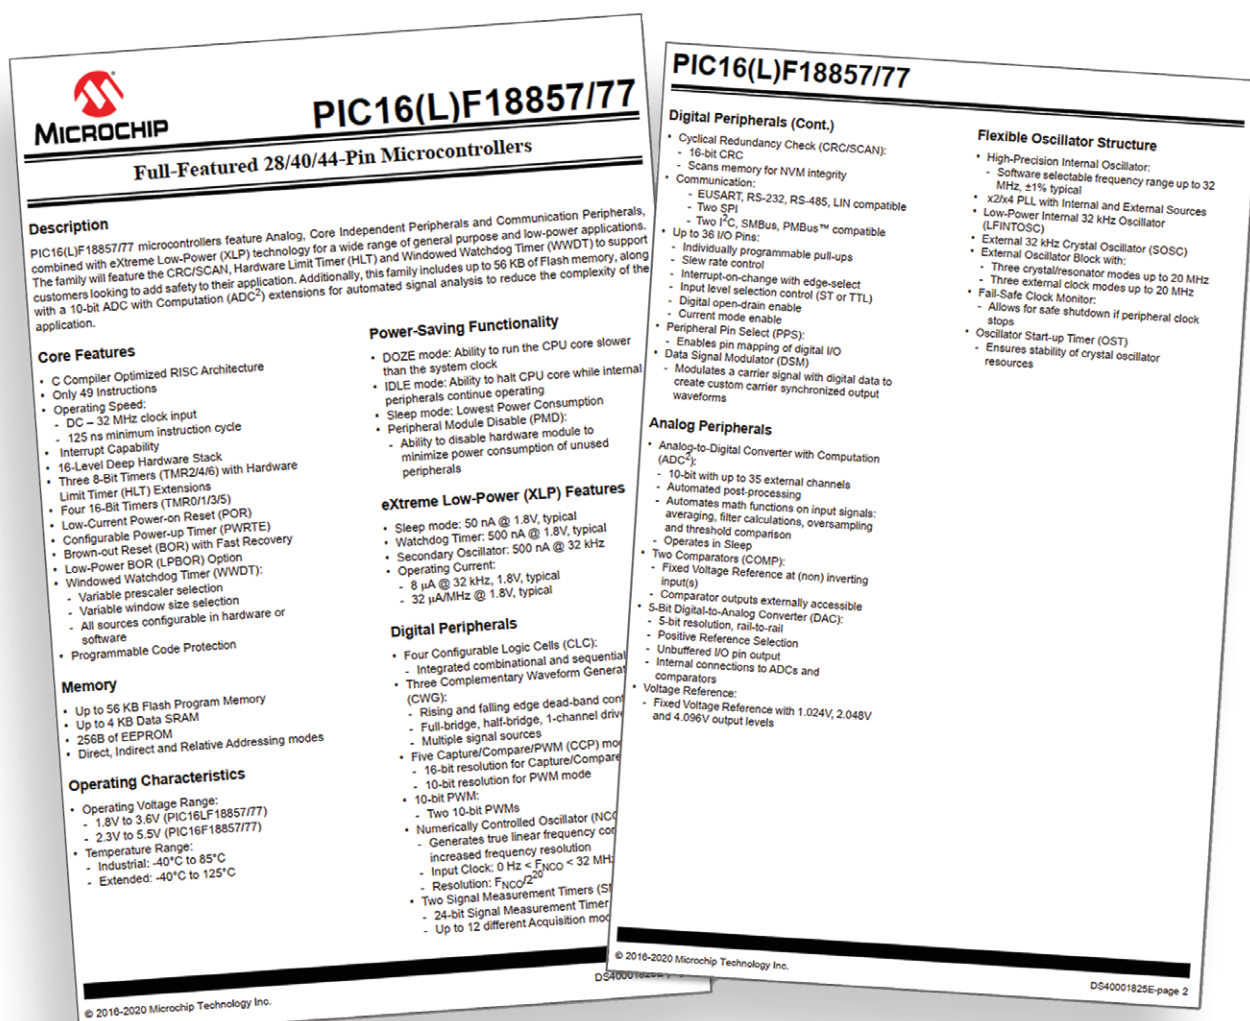 MICROCHIP
PIC16(L)F18857/77
Full-Featured 28/40/44-Pin Microcontrollers
Description
PIC16(L)F18857/77 microcontrollers feature Analog, Core Independent Peripherals and Communication Peripherals,
combined with eXtreme Low-Power (XLP) technology for a wide range of general purpose and low-power applications.
The family will feature the CRC/SCAN, Hardware Limit Timer (HLT) and Windowed Watchdog Timer (WWDT) to support
customers looking to add safety to their application. Additionally, this family includes up to 56 KB of Flash memory, along
with a 10-bit ADC with Computation (ADC²) extensions for automated signal analysis to reduce the complexity of the
application.
Core Features
• C Compiler Optimized RISC Architecture
• Only 49 Instructions
• Operating Speed:
- DC – 32 MHz clock input
- 125 ns minimum instruction cycle
• Interrupt Capability
• 16-Level Deep Hardware Stack
• Three 8-Bit Timers (TMR2/4/6) with Hardware
Limit Timer (HLT) Extensions
• Four 16-Bit Timers (TMR0/1/3/5)
• Low-Current Power-on Reset (POR)
• Configurable Power-up Timer (PWRTE)
• Brown-out Reset (BOR) with Fast Recovery
• Low-Power BOR (LPBOR) Option
• Windowed Watchdog Timer (WWDT):
- Variable prescaler selection
- Variable window size selection
- All sources configurable in hardware or
software
• Programmable Code Protection
Memory
• Up to 56 KB Flash Program Memory
• Up to 4 KB Data SRAM
• 256B of EEPROM
• Direct, Indirect and Relative Addressing modes
Operating Characteristics
• Operating Voltage Range:
- 1.8V to 3.6V (PIC16LF18857/77)
- 2.3V to 5.5V (PIC16F18857/77)
• Temperature Range:
- Industrial: -40°C to 85°C
- Extended: -40°C to 125°C
Power-Saving Functionality
• DOZE mode: Ability to run the CPU core slower
than the system clock
• IDLE mode: Ability to halt CPU core while internal
peripherals continue operating
• Sleep mode: Lowest Power Consumption
• Peripheral Module Disable (PMD):
- Ability to disable hardware module to
minimize power consumption of unused
peripherals
eXtreme Low-Power (XLP) Features
• Sleep mode: 50 nA @ 1.8V, typical
• Watchdog Timer: 500 nA @ 1.8V, typical
• Secondary Oscillator: 500 nA @ 32 kHz
• Operating Current:
- 8 µA @ 32 kHz, 1.8V, typical
- 32 µA/MHz @ 1.8V, typical
Digital Peripherals
• Four Configurable Logic Cells (CLC):
- Integrated combinational and sequential
• Three Complementary Waveform Generat
(CWG):
- Rising and falling edge dead-band cont
- Full-bridge, half-bridge, 1-channel drive
- Multiple signal sources
• Five Capture/Compare/PWM (CCP) mo
- 16-bit resolution for Capture/Compare
- 10-bit resolution for PWM mode
• 10-bit PWM:
- Two 10-bit PWMs
• Numerically Controlled Oscillator (NCO
- Generates true linear frequency con
increased frequency resolution
- Input Clock: 0 Hz < FNCO < 32 MHz
- Resolution: FNCO/2²⁰
• Two Signal Measurement Timers (S
- 24-bit Signal Measurement Timer
- Up to 12 different Acquisition mo
© 2016-2020 Microchip Technology Inc.
PIC16(L)F18857/77
Digital Peripherals (Cont.)
• Cyclical Redundancy Check (CRC/SCAN):
- 16-bit CRC
- Scans memory for NVM integrity
• Communication:
- EUSART, RS-232, RS-485, LIN compatible
- Two SPI
- Two I²C, SMBus, PMBus™ compatible
• Up to 36 I/O Pins:
- Individually programmable pull-ups
- Slew rate control
- Interrupt-on-change with edge-select
- Input level selection control (ST or TTL)
- Digital open-drain enable
- Current mode enable
• Peripheral Pin Select (PPS):
- Enables pin mapping of digital I/O
• Data Signal Modulator (DSM)
- Modulates a carrier signal with digital data to
create custom carrier synchronized output
waveforms
Analog Peripherals
• Analog-to-Digital Converter with Computation
(ADC²):
- 10-bit with up to 35 external channels
- Automated post-processing
- Automates math functions on input signals:
averaging, filter calculations, oversampling
and threshold comparison
- Operates in Sleep
• Two Comparators (COMP):
- Fixed Voltage Reference at (non) inverting
input(s)
- Comparator outputs externally accessible
• 5-Bit Digital-to-Analog Converter (DAC):
- 5-bit resolution, rail-to-rail
- Positive Reference Selection
- Unbuffered I/O pin output
- Internal connections to ADCs and
comparators
• Voltage Reference:
- Fixed Voltage Reference with 1.024V, 2.048V
and 4.096V output levels
Flexible Oscillator Structure
• High-Precision Internal Oscillator:
- Software selectable frequency range up to 32
MHz, ±1% typical
• x2/x4 PLL with Internal and External Sources
• Low-Power Internal 32 kHz Oscillator
(LFINTOSC)
• External 32 kHz Crystal Oscillator (SOSC)
• External Oscillator Block with:
- Three crystal/resonator modes up to 20 MHz
- Three external clock modes up to 20 MHz
• Fail-Safe Clock Monitor:
- Allows for safe shutdown if peripheral clock
stops
• Oscillator Start-up Timer (OST)
- Ensures stability of crystal oscillator
resources
© 2016-2020 Microchip Technology Inc.
DS40001825E-page 2